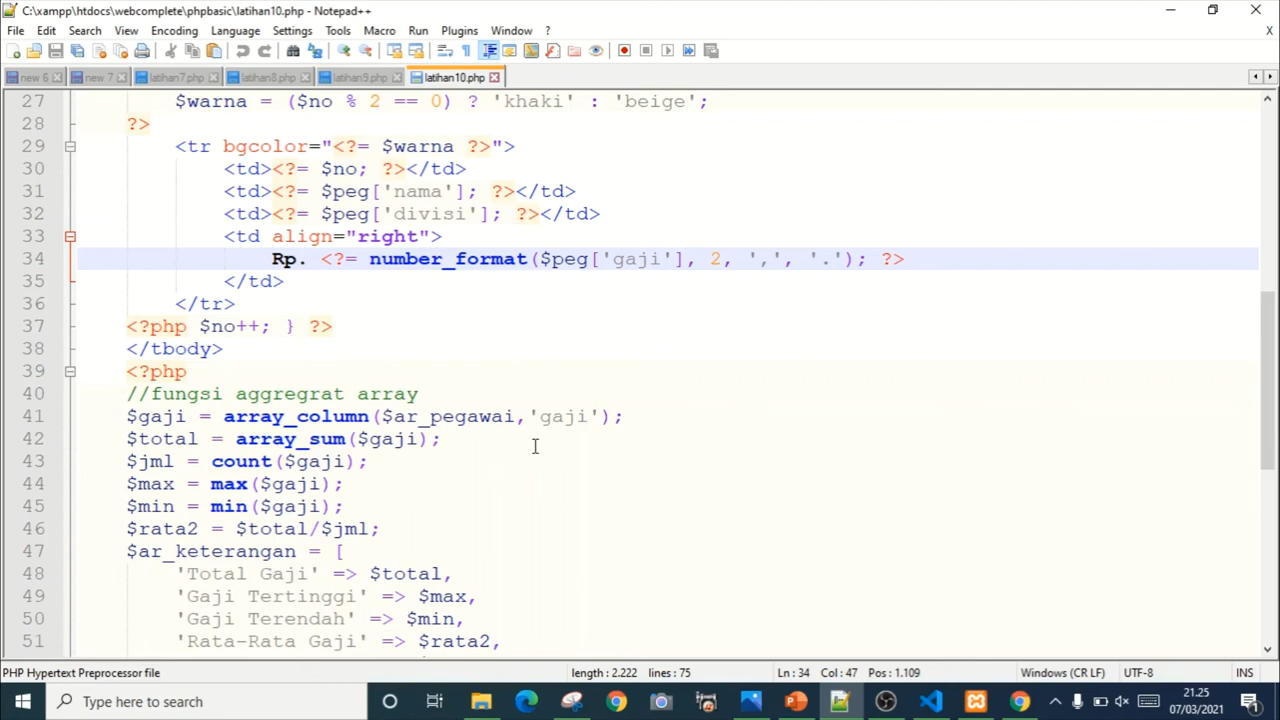 C:\xampp\htdocs\webcomplete\phpbasic\latihan10.php - Notepad++
File Edit Search View Encoding Language Settings Tools Macro Run Plugins Window ?
X
new 6 new 7 latihan7.php latihan8.php latihan9.php latihan10.php
27 $warna = ($no % 2 == 0) ? 'khaki' : 'beige';
28 ?>
29 <tr bgcolor="<?= $warna ?>">
30 <td><?= $no; ?></td>
31 <td><?= $peg['nama']; ?></td>
32 <td><?= $peg['divisi']; ?></td>
33 <td align="right">
34 Rp. <?= number_format($peg['gaji'], 2, ',', '.'); ?>
35 </td>
36 </tr>
37 <?php $no++; } ?>
38 </tbody>
39 <?php
40 //fungsi aggregrat array
41 $gaji = array_column($ar_pegawai,'gaji');
42 $total = array_sum($gaji);
43 $jml = count($gaji);
44 $max = max($gaji);
45 $min = min($gaji);
46 $rata2 = $total/$jml;
47 $ar_keterangan = [
48 'Total Gaji' => $total,
49 'Gaji Tertinggi' => $max,
50 'Gaji Terendah' => $min,
51 'Rata-Rata Gaji' => $rata2,
PHP Hypertext Preprocessor file length : 2.222 lines : 75 Ln : 34 Col : 47 Pos : 1.109 Windows (CR LF) UTF-8 INS
Type here to search
21.25
07/03/2021
1